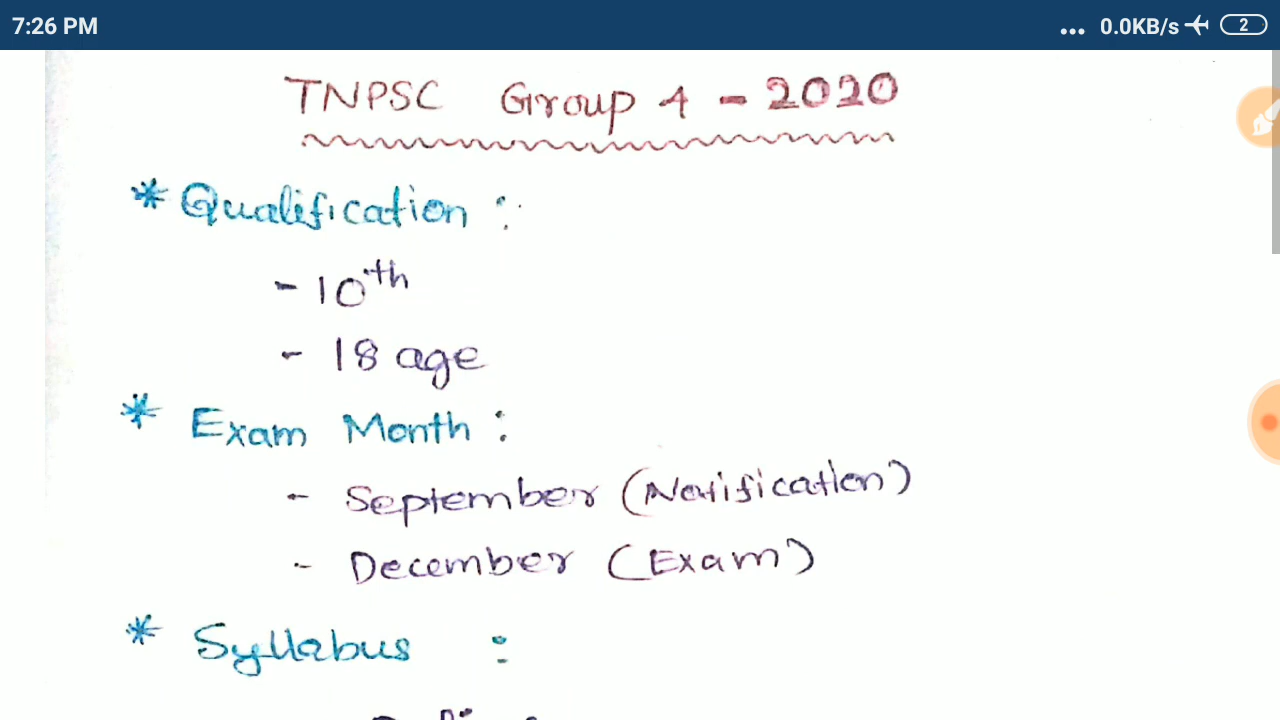 7:26 PM ... 0.0KB/s 2
TNPSC Group 4 - 2020
* Qualification :
- 10th
- 18 age
* Exam Month :
- September (Notification)
- December (Exam)
* Syllabus :